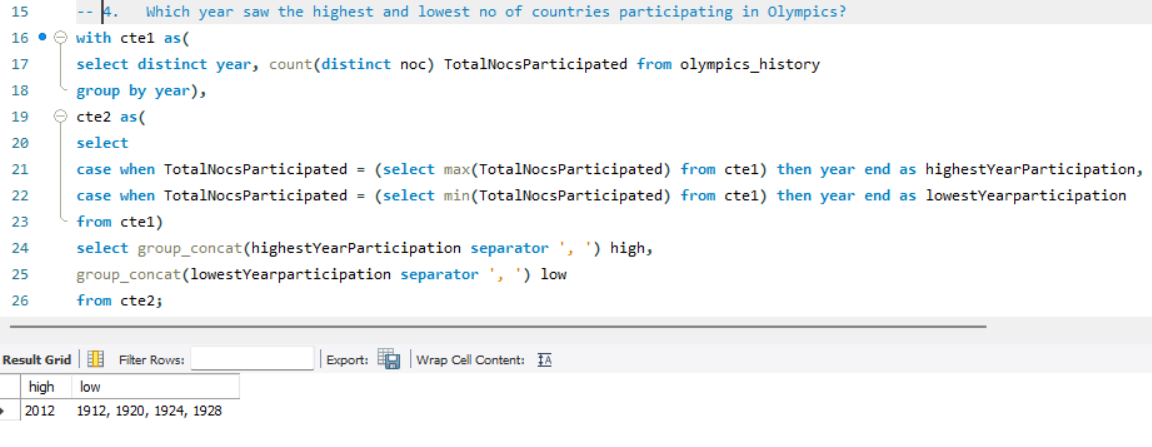 15 -- 4. Which year saw the highest and lowest no of countries participating in Olympics?
16 with cte1 as(
17 select distinct year, count(distinct noc) TotalNocsParticipated from olympics_history
18 group by year),
19 cte2 as(
20 select
21 case when TotalNocsParticipated = (select max(TotalNocsParticipated) from cte1) then year end as highestYearParticipation,
22 case when TotalNocsParticipated = (select min(TotalNocsParticipated) from cte1) then year end as lowestYearparticipation
23 from cte1)
24 select group_concat(highestYearParticipation separator ', ') high,
25 group_concat(lowestYearparticipation separator ', ') low
26 from cte2;
Result Grid Filter Rows: Export: Wrap Cell Content: IA
high low
2012 1912, 1920, 1924, 1928